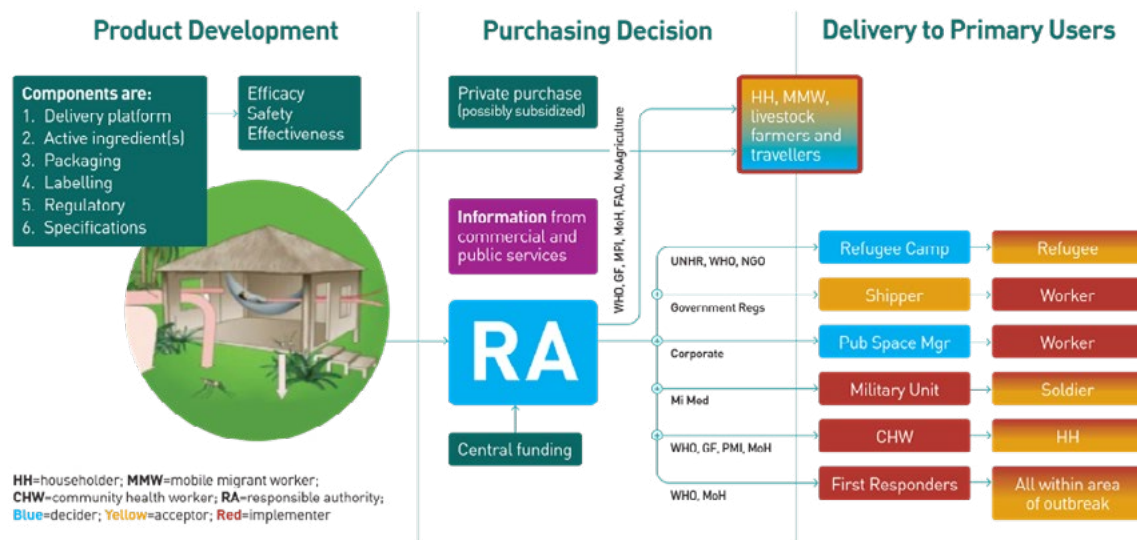 Product Development
Purchasing Decision
Delivery to Primary Users
Components are:
1. Delivery platform
2. Active ingredient(s)
3. Packaging
4. Labelling
5. Regulatory
6. Specifications
Efficacy
Safety
Effectiveness
Private purchase
(possibly subsidized)
Information from
commercial and
public services
RA
Central funding
WHO, GF, MPI, MoH, FAO, MoAgriculture
HH, MMW,
livestock
farmers and
travellers
UNHR, WHO, NGO
Refugee Camp
Refugee
Government Regs
Shipper
Worker
Corporate
Pub Space Mgr
Worker
Mi Med
Military Unit
Soldier
WHO, GF, PMI, MoH
CHW
HH
WHO, MoH
First Responders
All within area
of outbreak
HH=householder; MMW=mobile migrant worker;
CHW=community health worker; RA=responsible authority;
Blue=decider; Yellow=acceptor; Red=implementer